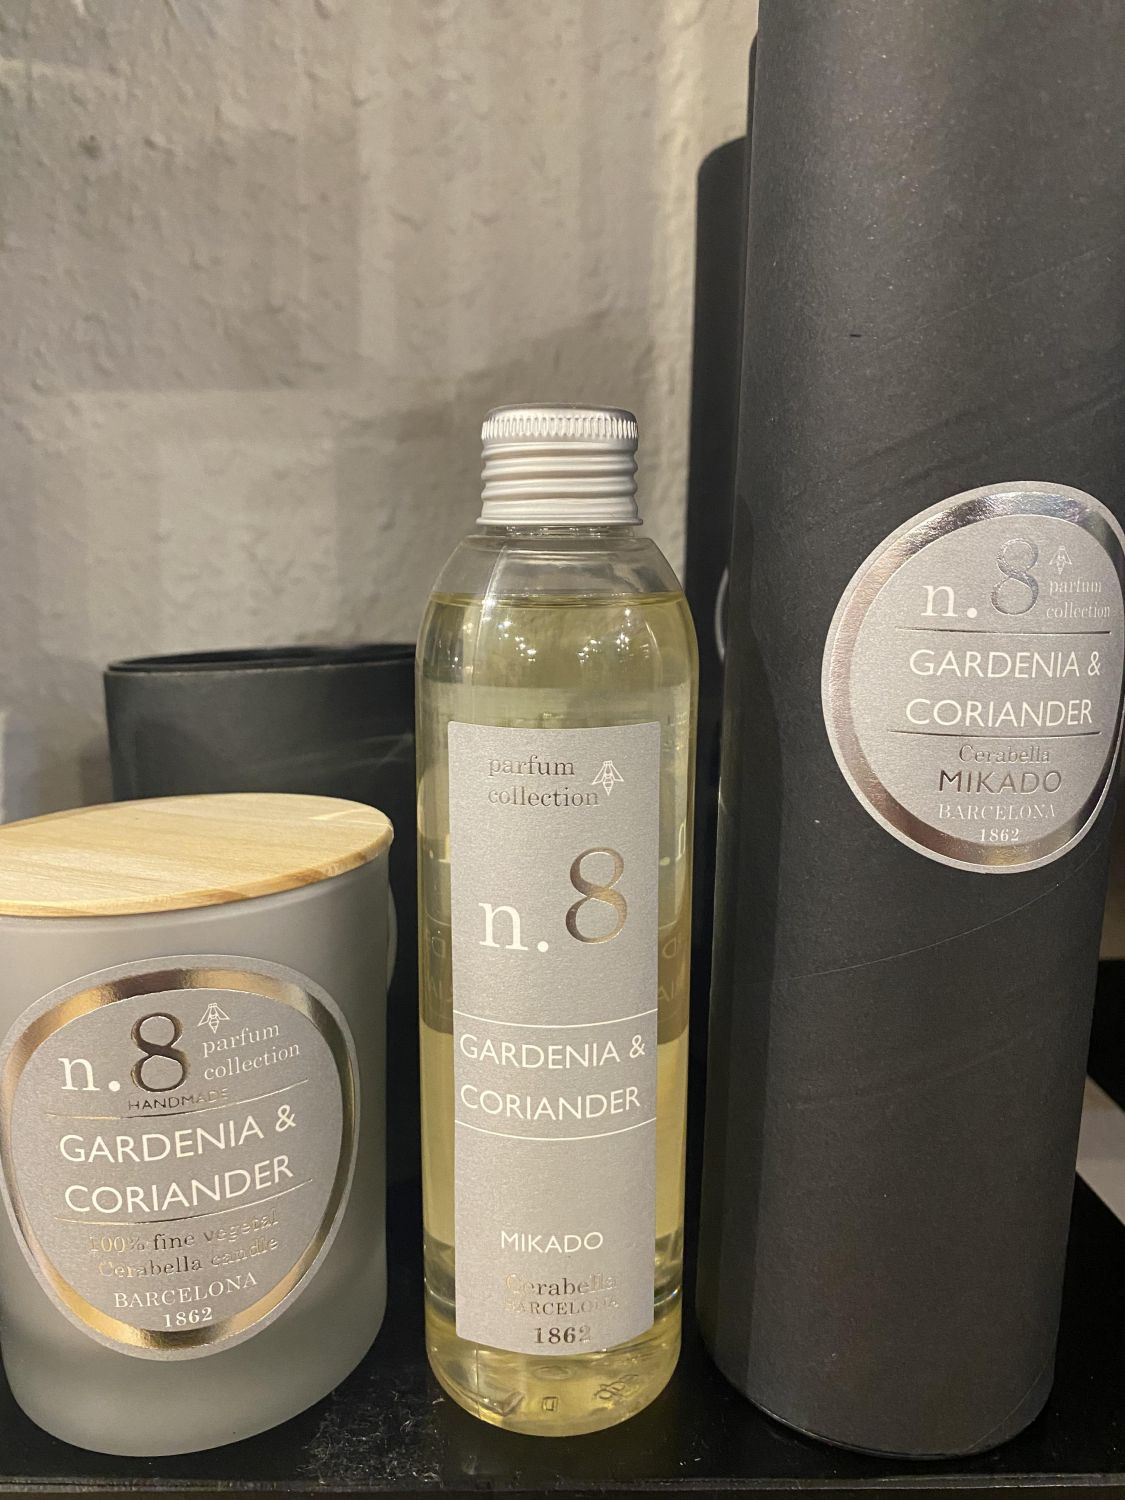 n. 8 parfum
collection
HANDMADE
GARDENIA &
CORIANDER
100% fine vegetal
Cerabella candle
BARCELONA
1862
parfum
collection
n. 8
GARDENIA &
CORIANDER
MIKADO
Cerabella
BARCELONA
1862
n. 8 parfum
collection
GARDENIA &
CORIANDER
Cerabella
MIKADO
BARCELONA
1862